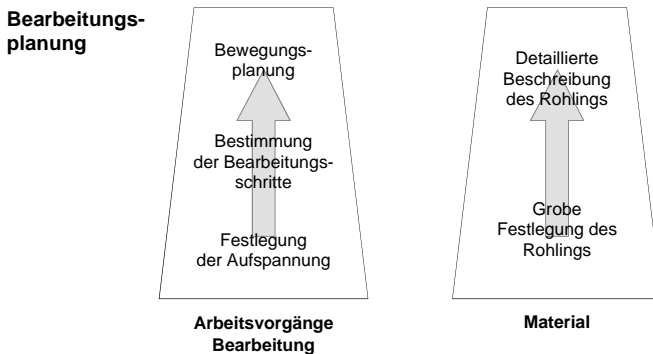 Bearbeitungs-
planung
Bewegungs-
planung
Bestimmung
der Bearbeitungs-
schritte
Festlegung
der Aufspannung
Arbeitsvorgänge
Bearbeitung
Detaillierte
Beschreibung
des Rohlings
Grobe
Festlegung des
Rohlings
Material